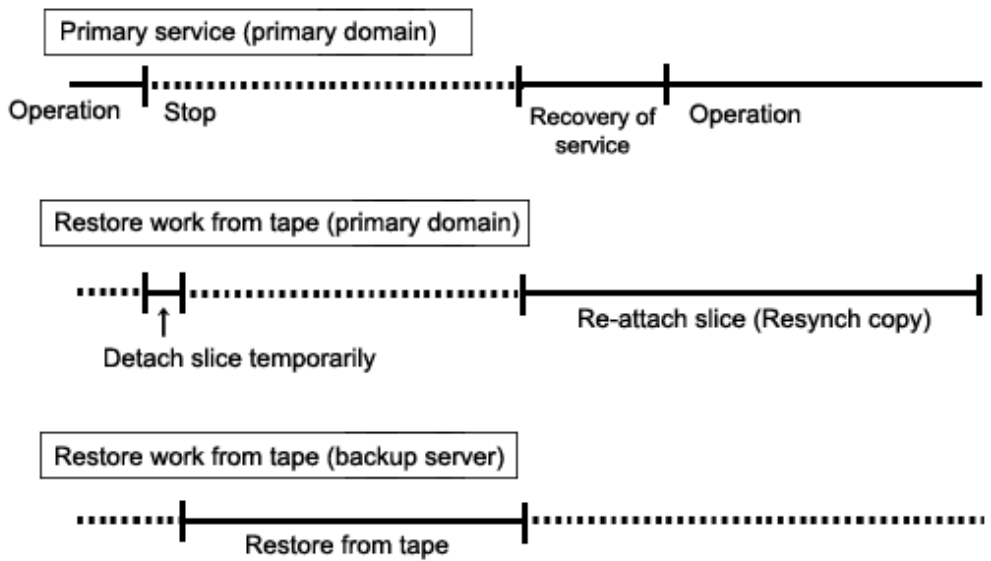 Primary service (primary domain)
Operation
Stop
Recovery of
service
Operation
Restore work from tape (primary domain)
Detach slice temporarily
Re-attach slice (Resynch copy)
Restore work from tape (backup server)
Restore from tape